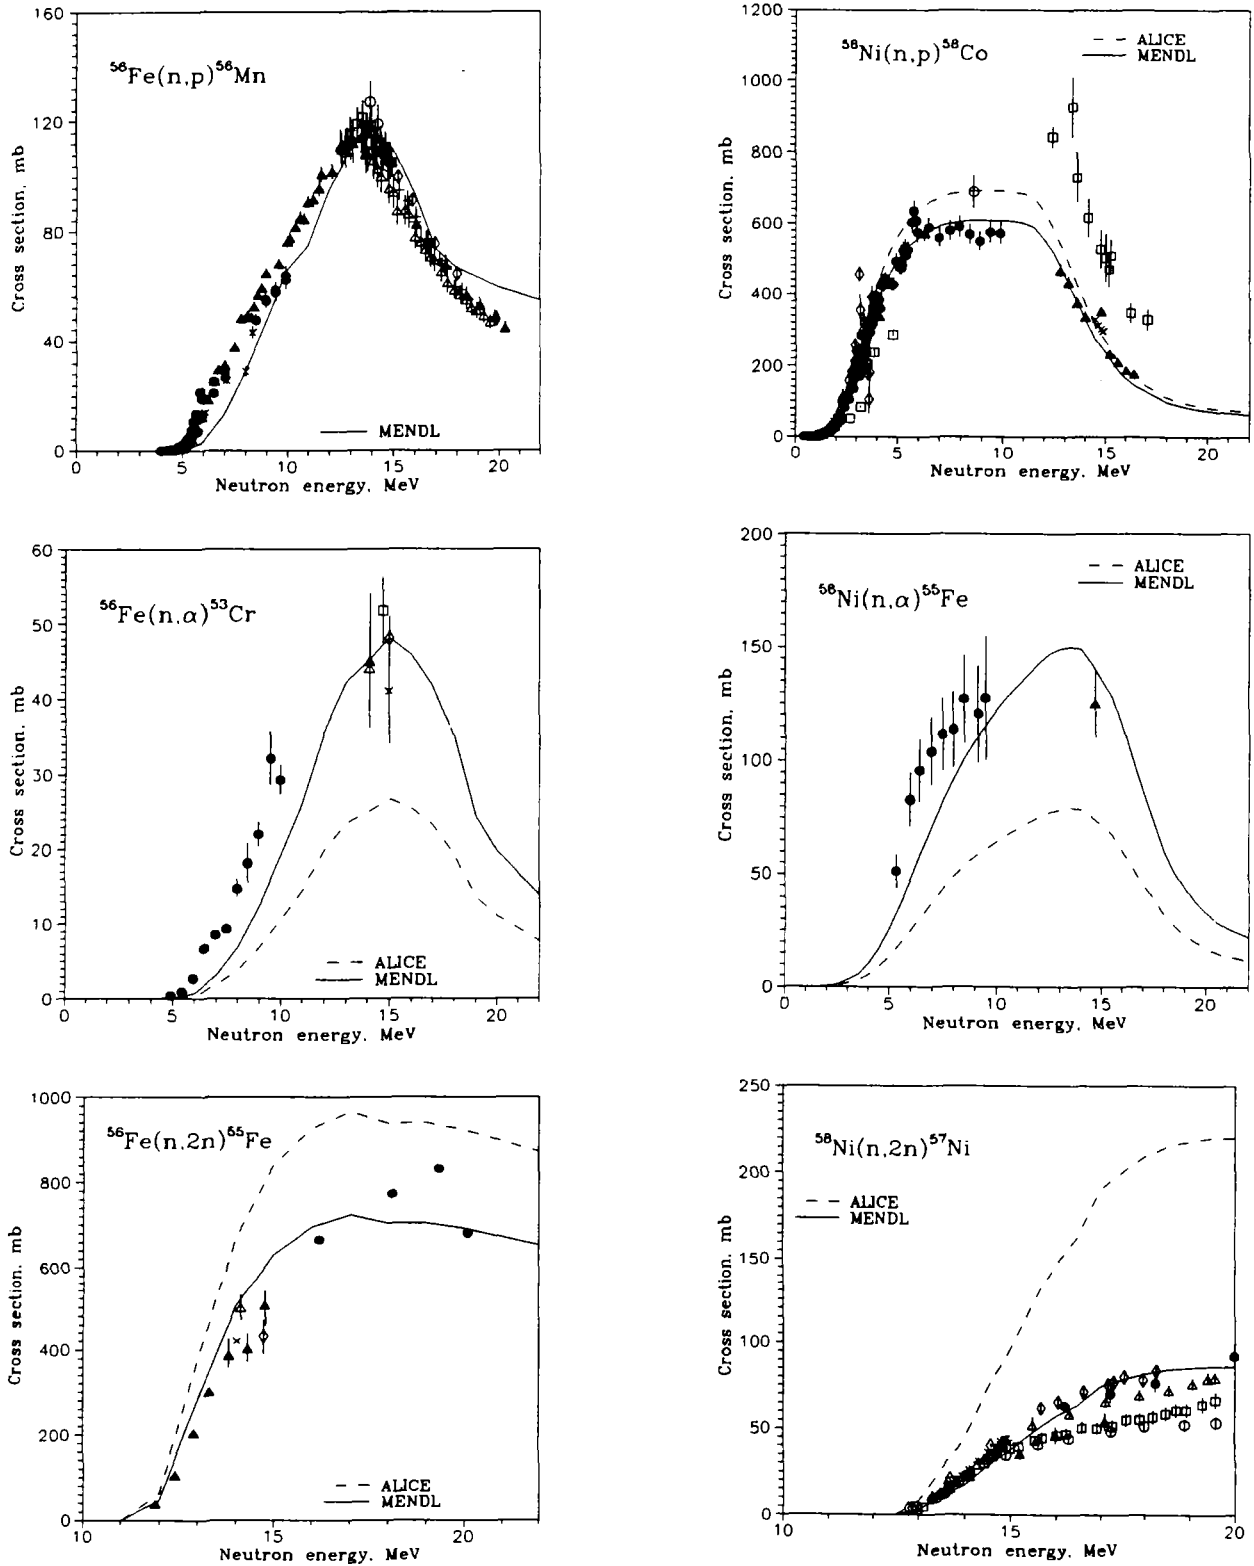 160
120
80
40
0
Cross section, mb
⁵⁶Fe(n,p)⁵⁶Mn
MENDL
0 5 10 15 20
Neutron energy, MeV
1200
1000
800
600
400
200
0
Cross section, mb
⁵⁸Ni(n,p)⁵⁸Co
ALICE
MENDL
0 5 10 15 20
Neutron energy, MeV
60
50
40
30
20
10
0
Cross section, mb
⁵⁶Fe(n,α)⁵³Cr
ALICE
MENDL
0 5 10 15 20
Neutron energy, MeV
200
150
100
50
0
Cross section, mb
⁵⁸Ni(n,α)⁵⁵Fe
ALICE
MENDL
0 5 10 15 20
Neutron energy, MeV
1000
800
600
400
200
0
Cross section, mb
⁵⁶Fe(n,2n)⁵⁵Fe
ALICE
MENDL
10 15 20
Neutron energy, MeV
250
200
150
100
50
0
Cross section, mb
⁵⁸Ni(n,2n)⁵⁷Ni
ALICE
MENDL
10 15 20
Neutron energy, MeV